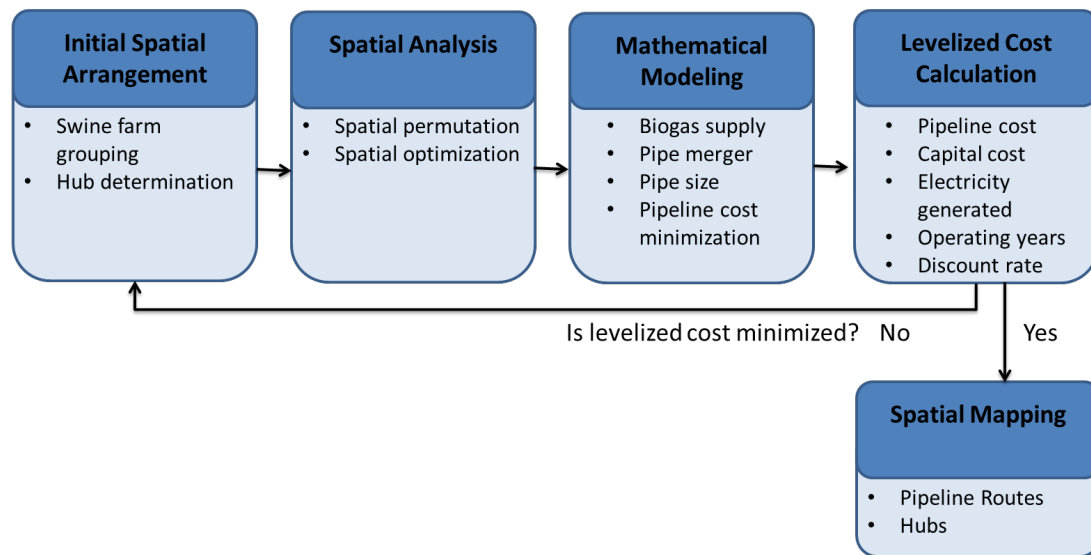 Initial Spatial
Arrangement
• Swine farm
grouping
• Hub determination
Spatial Analysis
• Spatial permutation
• Spatial optimization
Mathematical
Modeling
• Biogas supply
• Pipe merger
• Pipe size
• Pipeline cost
minimization
Levelized Cost
Calculation
• Pipeline cost
• Capital cost
• Electricity
generated
• Operating years
• Discount rate
Is levelized cost minimized? No
Yes
Spatial Mapping
• Pipeline Routes
• Hubs